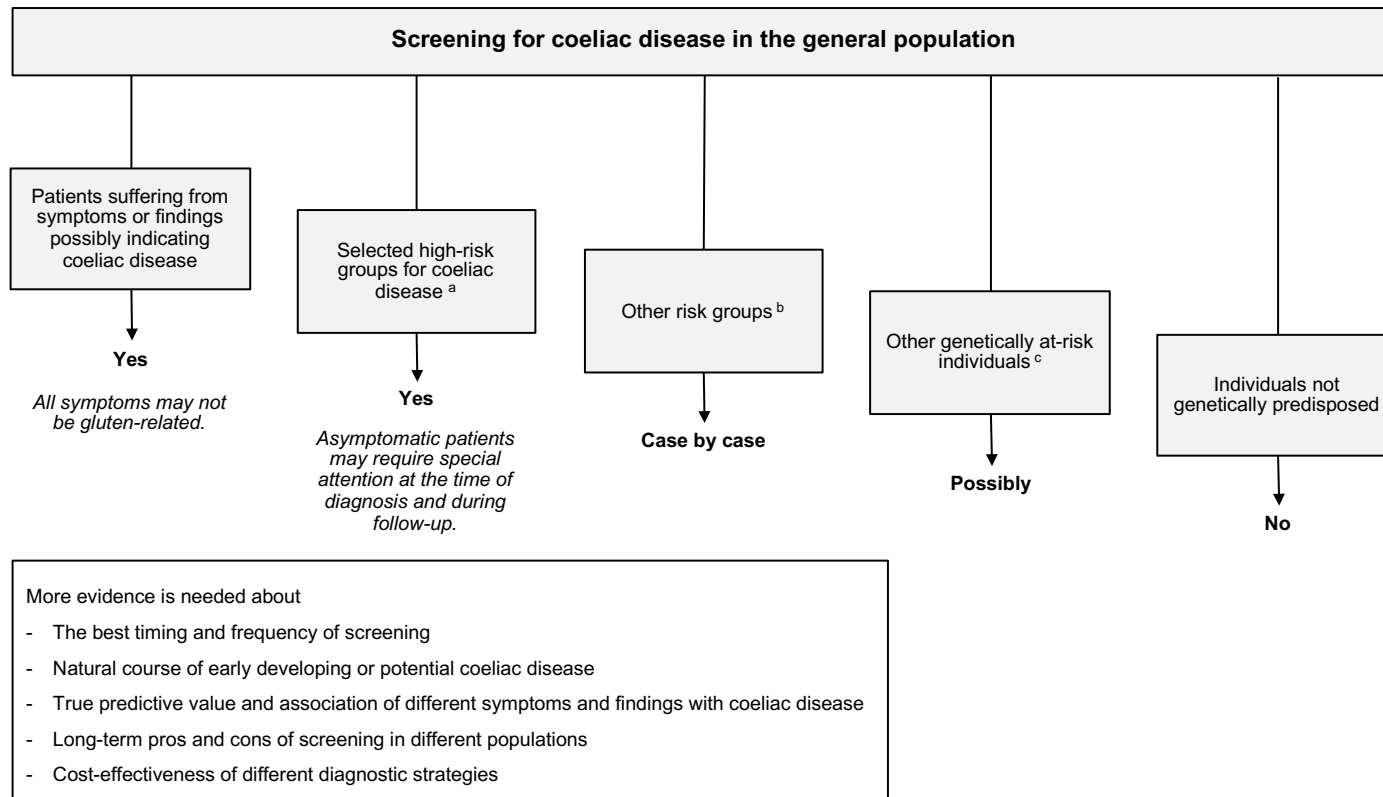 Screening for coeliac disease in the general population
Patients suffering from
symptoms or findings
possibly indicating
coeliac disease
Yes
All symptoms may not
be gluten-related.
Selected high-risk
groups for coeliac
disease a
Yes
Asymptomatic patients
may require special
attention at the time of
diagnosis and during
follow-up.
Other risk groups b
Case by case
Other genetically at-risk
individuals c
Possibly
Individuals not
genetically predisposed
No
More evidence is needed about
- The best timing and frequency of screening
- Natural course of early developing or potential coeliac disease
- True predictive value and association of different symptoms and findings with coeliac disease
- Long-term pros and cons of screening in different populations
- Cost-effectiveness of different diagnostic strategies